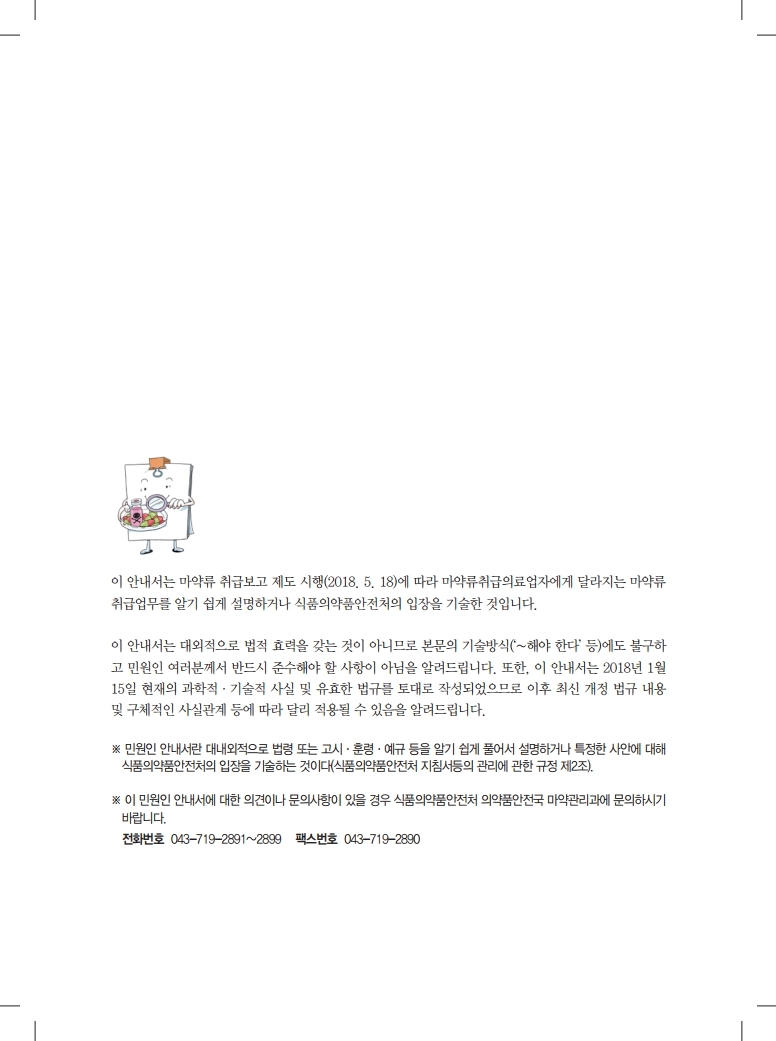 이 안내서는 마약류 취급보고 제도 시행(2018. 5. 18)에 따라 마약류취급의료업자에게 달라지는 마약류
취급업무를 알기 쉽게 설명하거나 식품의약품안전처의 입장을 기술한 것입니다.
이 안내서는 대외적으로 법적 효력을 갖는 것이 아니므로 본문의 기술방식('~해야 한다' 등)에도 불구하
고 민원인 여러분께서 반드시 준수해야 할 사항이 아님을 알려드립니다. 또한, 이 안내서는 2018년 1월
15일 현재의 과학적·기술적 사실 및 유효한 법규를 토대로 작성되었으므로 이후 최신 개정 법규 내용
및 구체적인 사실관계 등에 따라 달리 적용될 수 있음을 알려드립니다.
※ 민원인 안내서란 대내외적으로 법령 또는 고시·훈령·예규 등을 알기 쉽게 풀어서 설명하거나 특정한 사안에 대해
식품의약품안전처의 입장을 기술하는 것이다(식품의약품안전처 지침서등의 관리에 관한 규정 제2조).
※ 이 민원인 안내서에 대한 의견이나 문의사항이 있을 경우 식품의약품안전처 의약품안전국 마약관리과에 문의하시기
바랍니다.
전화번호 043-719-2891~2899 팩스번호 043-719-2890